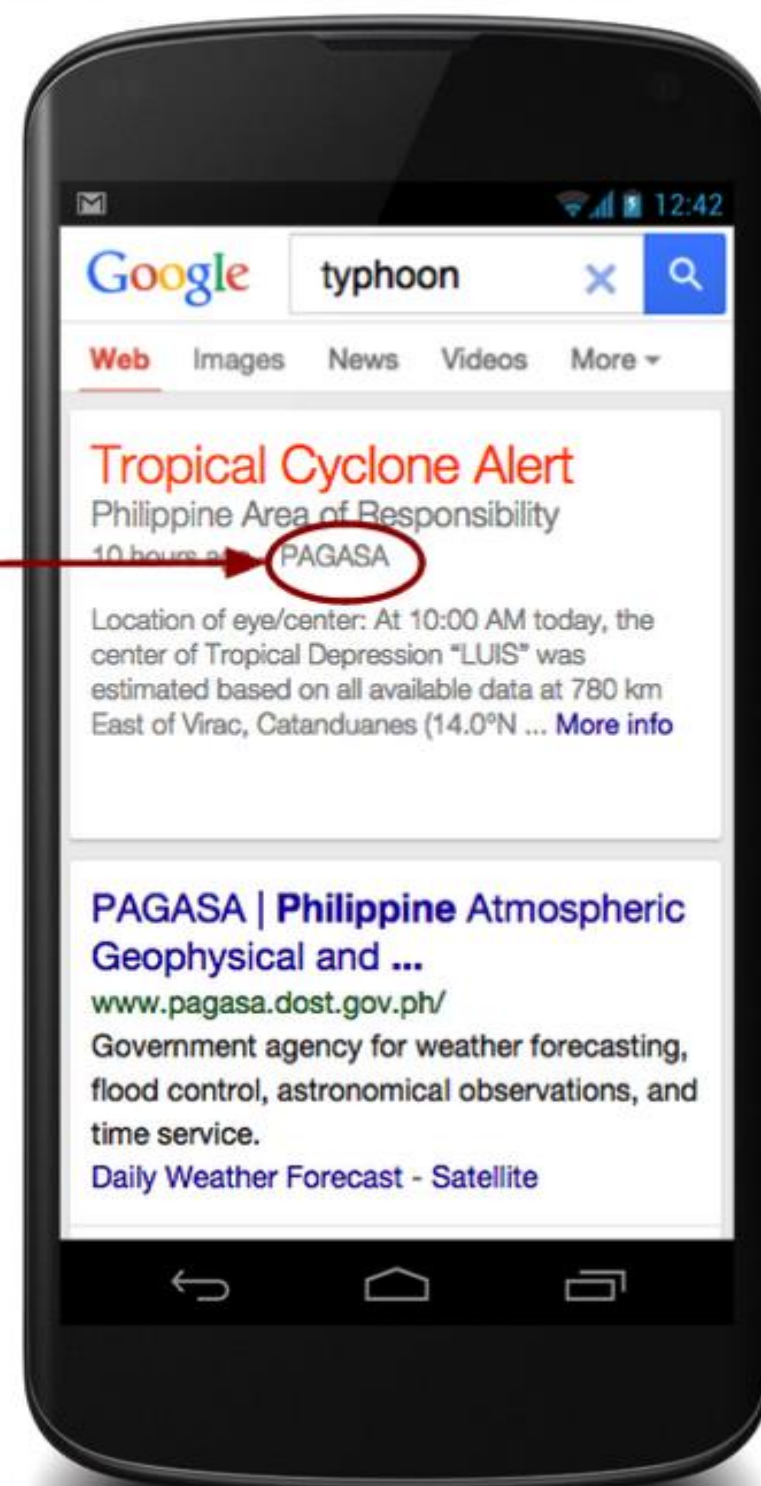 12:42
Google typhoon
Web Images News Videos More
Tropical Cyclone Alert
Philippine Area of Responsibility
10 hours ago - PAGASA
Location of eye/center: At 10:00 AM today, the
center of Tropical Depression “LUIS” was
estimated based on all available data at 780 km
East of Virac, Catanduanes (14.0°N ... More info
PAGASA | Philippine Atmospheric
Geophysical and ...
www.pagasa.dost.gov.ph/
Government agency for weather forecasting,
flood control, astronomical observations, and
time service.
Daily Weather Forecast - Satellite